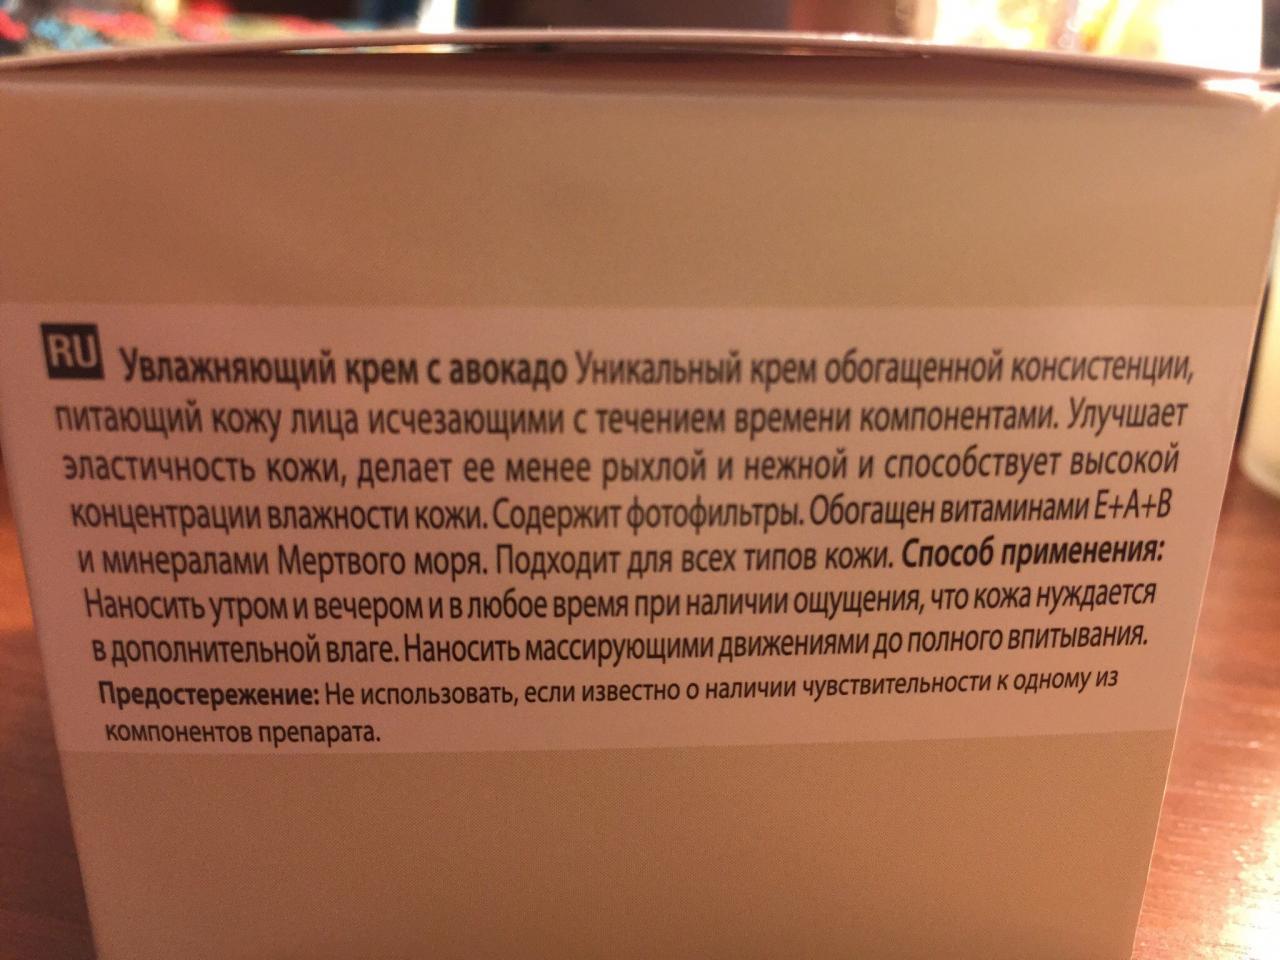 RU Увлажняющий крем с авокадо Уникальный крем обогащенной консистенции,
питающий кожу лица исчезающими с течением времени компонентами. Улучшает
эластичность кожи, делает ее менее рыхлой и нежной и способствует высокой
концентрации влажности кожи. Содержит фотофильтры. Обогащен витаминами Е+А+В
и минералами Мертвого моря. Подходит для всех типов кожи. Способ применения:
Наносить утром и вечером и в любое время при наличии ощущения, что кожа нуждается
в дополнительной влаге. Наносить массирующими движениями до полного впитывания.
Предостережение: Не использовать, если известно о наличии чувствительности к одному из
компонентов препарата.